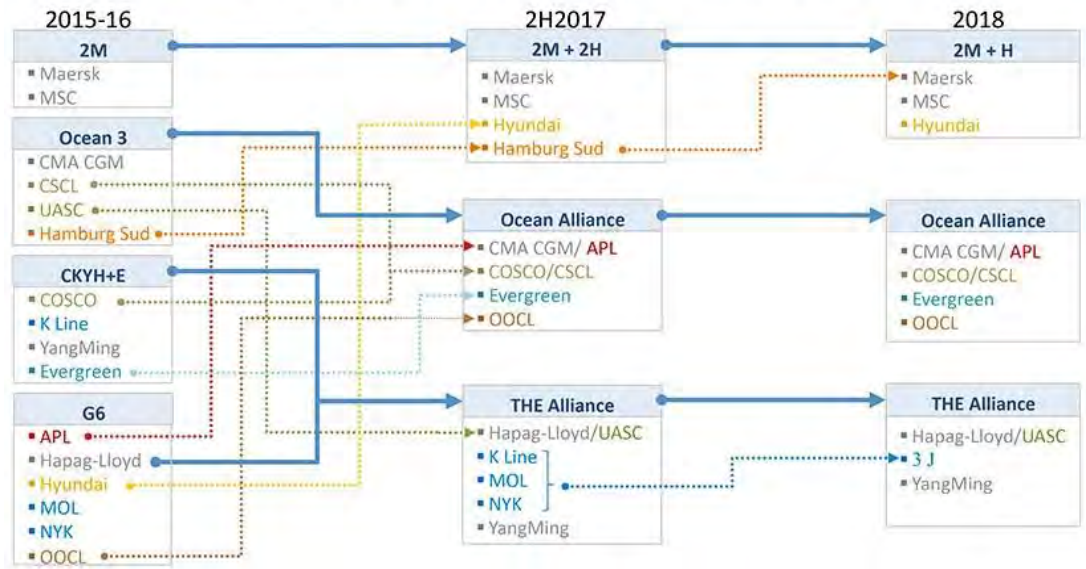 2015-16
2M
▪ Maersk
▪ MSC
Ocean 3
▪ CMA CGM
▪ CSCL
▪ UASC
▪ Hamburg Sud
CKYH+E
▪ COSCO
▪ K Line
▪ YangMing
▪ Evergreen
G6
▪ APL
▪ Hapag-Lloyd
▪ Hyundai
▪ MOL
▪ NYK
▪ OOCL
2H2017
2M + 2H
▪ Maersk
▪ MSC
▪ Hyundai
▪ Hamburg Sud
Ocean Alliance
▪ CMA CGM/ APL
▪ COSCO/CSCL
▪ Evergreen
▪ OOCL
THE Alliance
▪ Hapag-Lloyd/UASC
▪ K Line
▪ MOL
▪ NYK
▪ YangMing
2018
2M + H
▪ Maersk
▪ MSC
▪ Hyundai
Ocean Alliance
▪ CMA CGM/ APL
▪ COSCO/CSCL
▪ Evergreen
▪ OOCL
THE Alliance
▪ Hapag-Lloyd/UASC
▪ 3 J
▪ YangMing